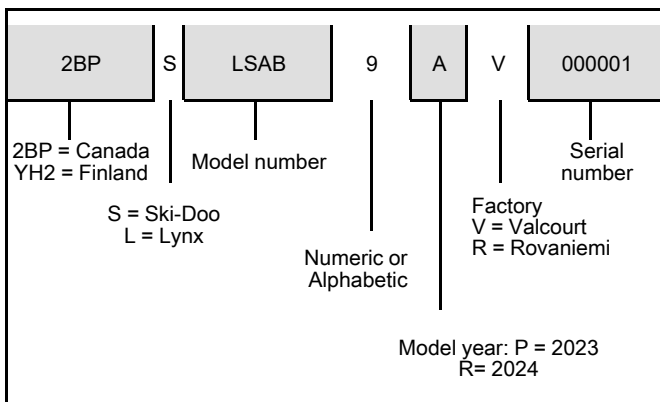 2BP S LSAB 9 A V 000001
2BP = Canada
YH2 = Finland
Model number
Serial
number
S = Ski-Doo
L = Lynx
Factory
V = Valcourt
R = Rovaniemi
Numeric or
Alphabetic
Model year: P = 2023
R= 2024